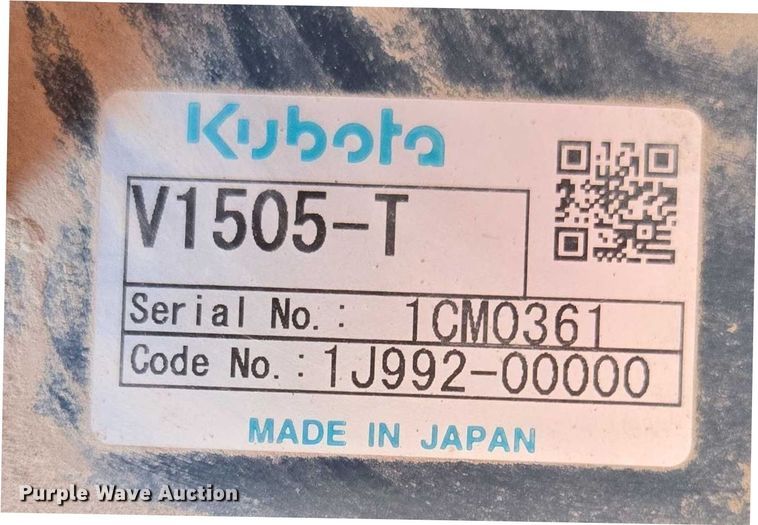 Kubota
V1505-T
Serial No.: 1CM0361
Code No.: 1J992-00000
MADE IN JAPAN
Purple Wave Auction